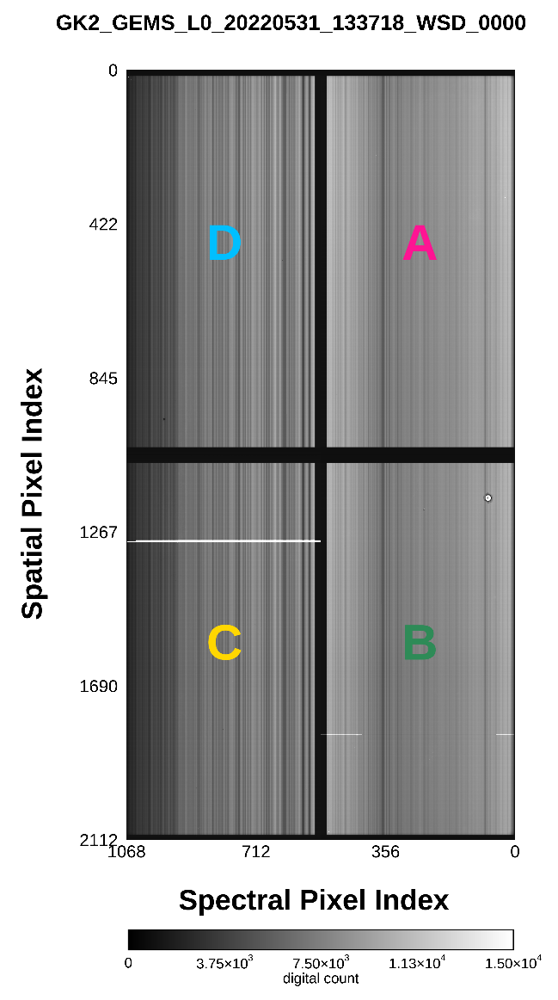 GK2_GEMS_L0_20220531_133718_WSD_0000
0
422
D
A
845
Spatial Pixel Index
1267
C
B
1690
2112
1068 712 356 0
Spectral Pixel Index
0 3.75×10³ 7.50×10³ 1.13×10⁴ 1.50×10⁴
digital count